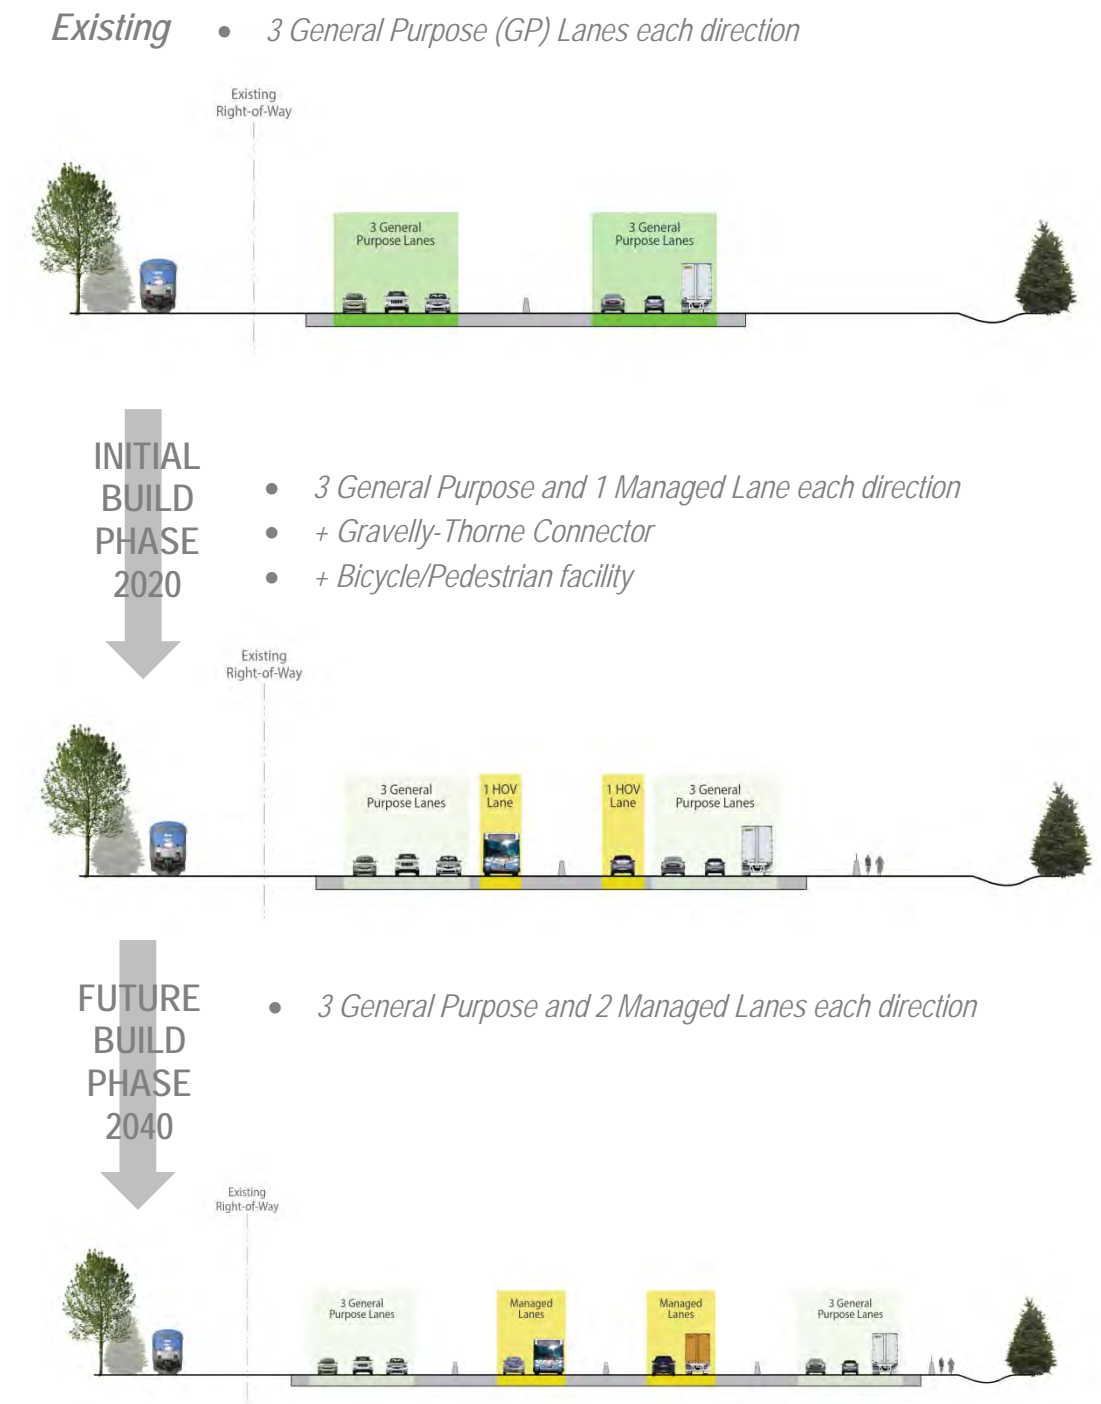 Existing • 3 General Purpose (GP) Lanes each direction
Existing
Right-of-Way
3 General
Purpose Lanes
3 General
Purpose Lanes
INITIAL
BUILD
PHASE
2020
• 3 General Purpose and 1 Managed Lane each direction
• + Gravelly-Thorne Connector
• + Bicycle/Pedestrian facility
Existing
Right-of-Way
3 General
Purpose Lanes
1 HOV
Lane
1 HOV
Lane
3 General
Purpose Lanes
FUTURE
BUILD
PHASE
2040
• 3 General Purpose and 2 Managed Lanes each direction
Existing
Right-of-Way
3 General
Purpose Lanes
Managed
Lanes
Managed
Lanes
3 General
Purpose Lanes